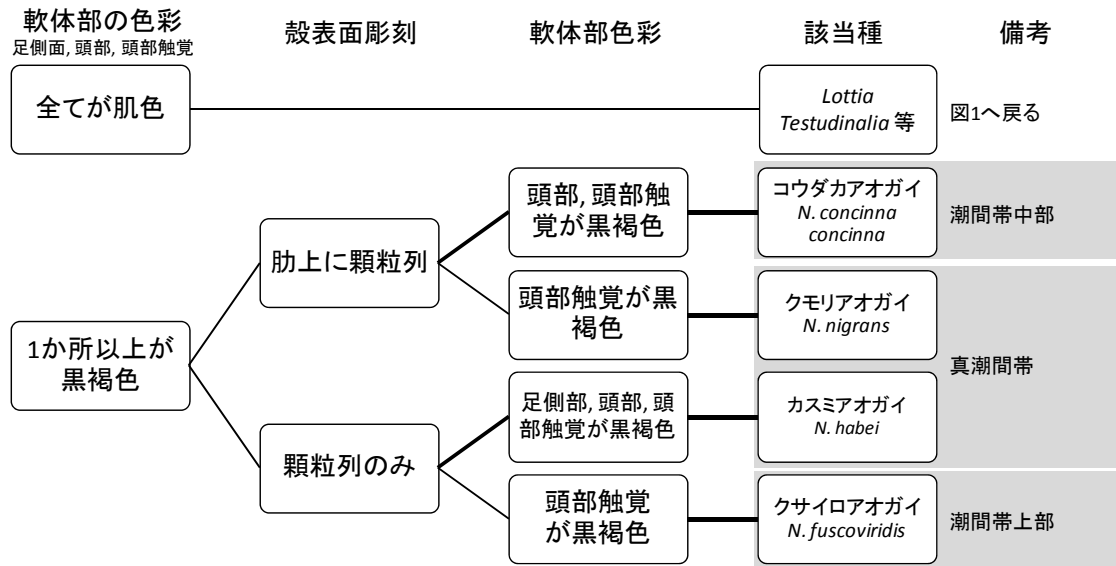 軟体部の色彩
足側面, 頭部, 頭部触覚
殻表面彫刻
軟体部色彩
該当種
備考
全てが肌色
Lottia
Testudinalia 等
図1へ戻る
1か所以上が
黒褐色
肋上に顆粒列
頭部, 頭部触
覚が黒褐色
コウダカアオガイ
N. concinna
concinna
潮間帯中部
頭部触覚が黒
褐色
クモリアオガイ
N. nigrans
真潮間帯
顆粒列のみ
足側部, 頭部, 頭
部触覚が黒褐色
カスミアオガイ
N. habei
頭部触覚
が黒褐色
クサイロアオガイ
N. fuscoviridis
潮間帯上部